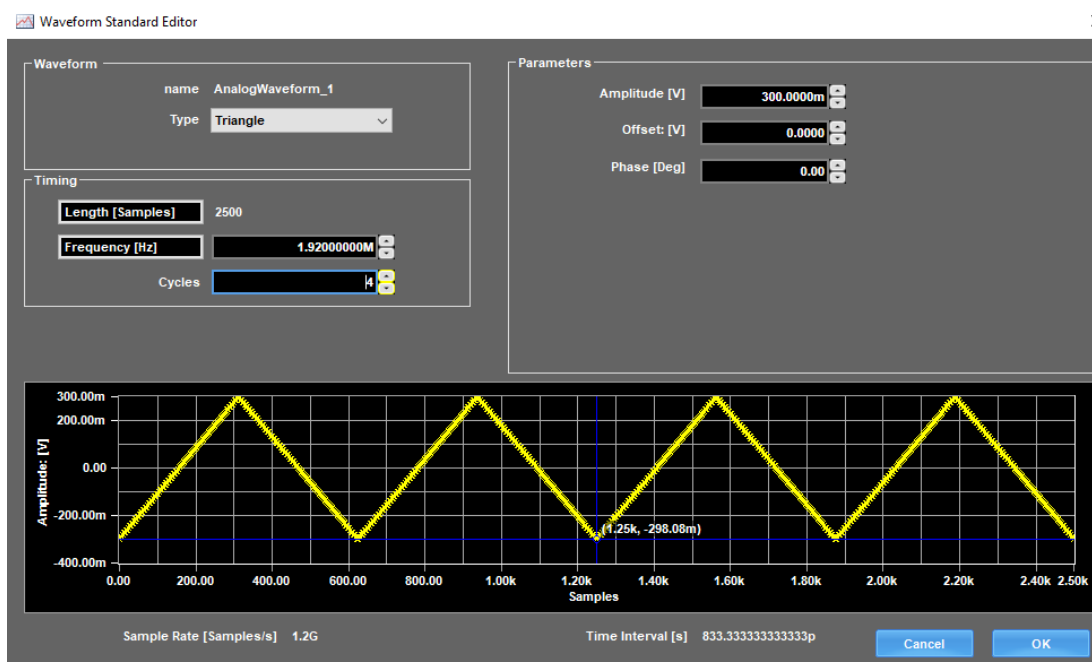 Waveform Standard Editor
Waveform
name AnalogWaveform_1
Type Triangle
Timing
Length [Samples] 2500
Frequency [Hz] 1.92000000M
Cycles 4
Parameters
Amplitude [V] 300.0000m
Offset: [V] 0.0000
Phase [Deg] 0.00
Amplitude: [V]
300.00m
200.00m
0.00
-200.00m
-400.00m
(1.25k, -298.08m)
0.00 200.00 400.00 600.00 800.00 1.00k 1.20k 1.40k 1.60k 1.80k 2.00k 2.20k 2.40k 2.50k
Samples
Sample Rate [Samples/s] 1.2G
Time Interval [s] 833.333333333333p
Cancel
OK